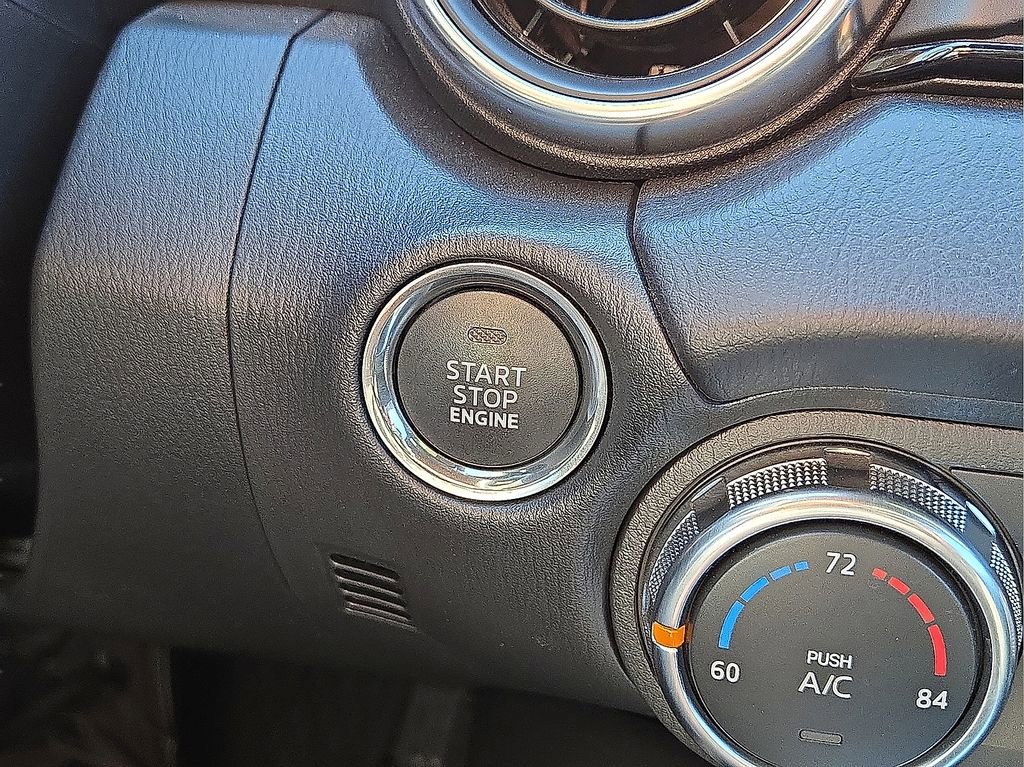 START
STOP
ENGINE
72
60
84
PUSH
A/C